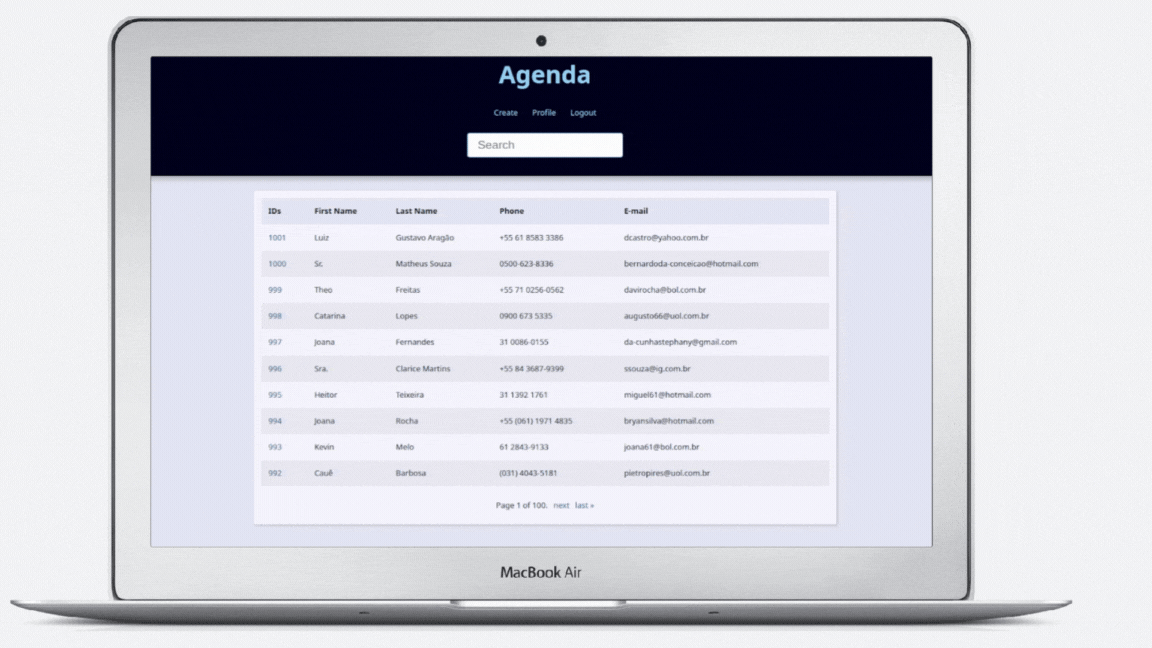 Agenda
Create Profile Logout
Search
IDs First Name Last Name Phone E-mail
1001 Luiz Gustavo Aragão +55 61 8583 3386 dcastro@yahoo.com.br
1000 Sr. Matheus Souza 0500-623-8336 bernardoda-conceicao@hotmail.com
999 Theo Freitas +55 71 0256-0562 davirocha@bol.com.br
998 Catarina Lopes 0900 673 5335 augusto66@uol.com.br
997 Joana Fernandes 31 0086-0155 da-cunhastephany@gmail.com
996 Sra. Clarice Martins +55 84 3687-9399 ssouza@ig.com.br
995 Heitor Teixeira 31 1392 1761 miguel61@hotmail.com
994 Joana Rocha +55 (061) 1971 4835 bryansilva@hotmail.com
993 Kevin Melo 61 2843-9133 joana61@bol.com.br
992 Cauê Barbosa (031) 4043-5181 pietropires@uol.com.br
Page 1 of 100. next last »
MacBook Air